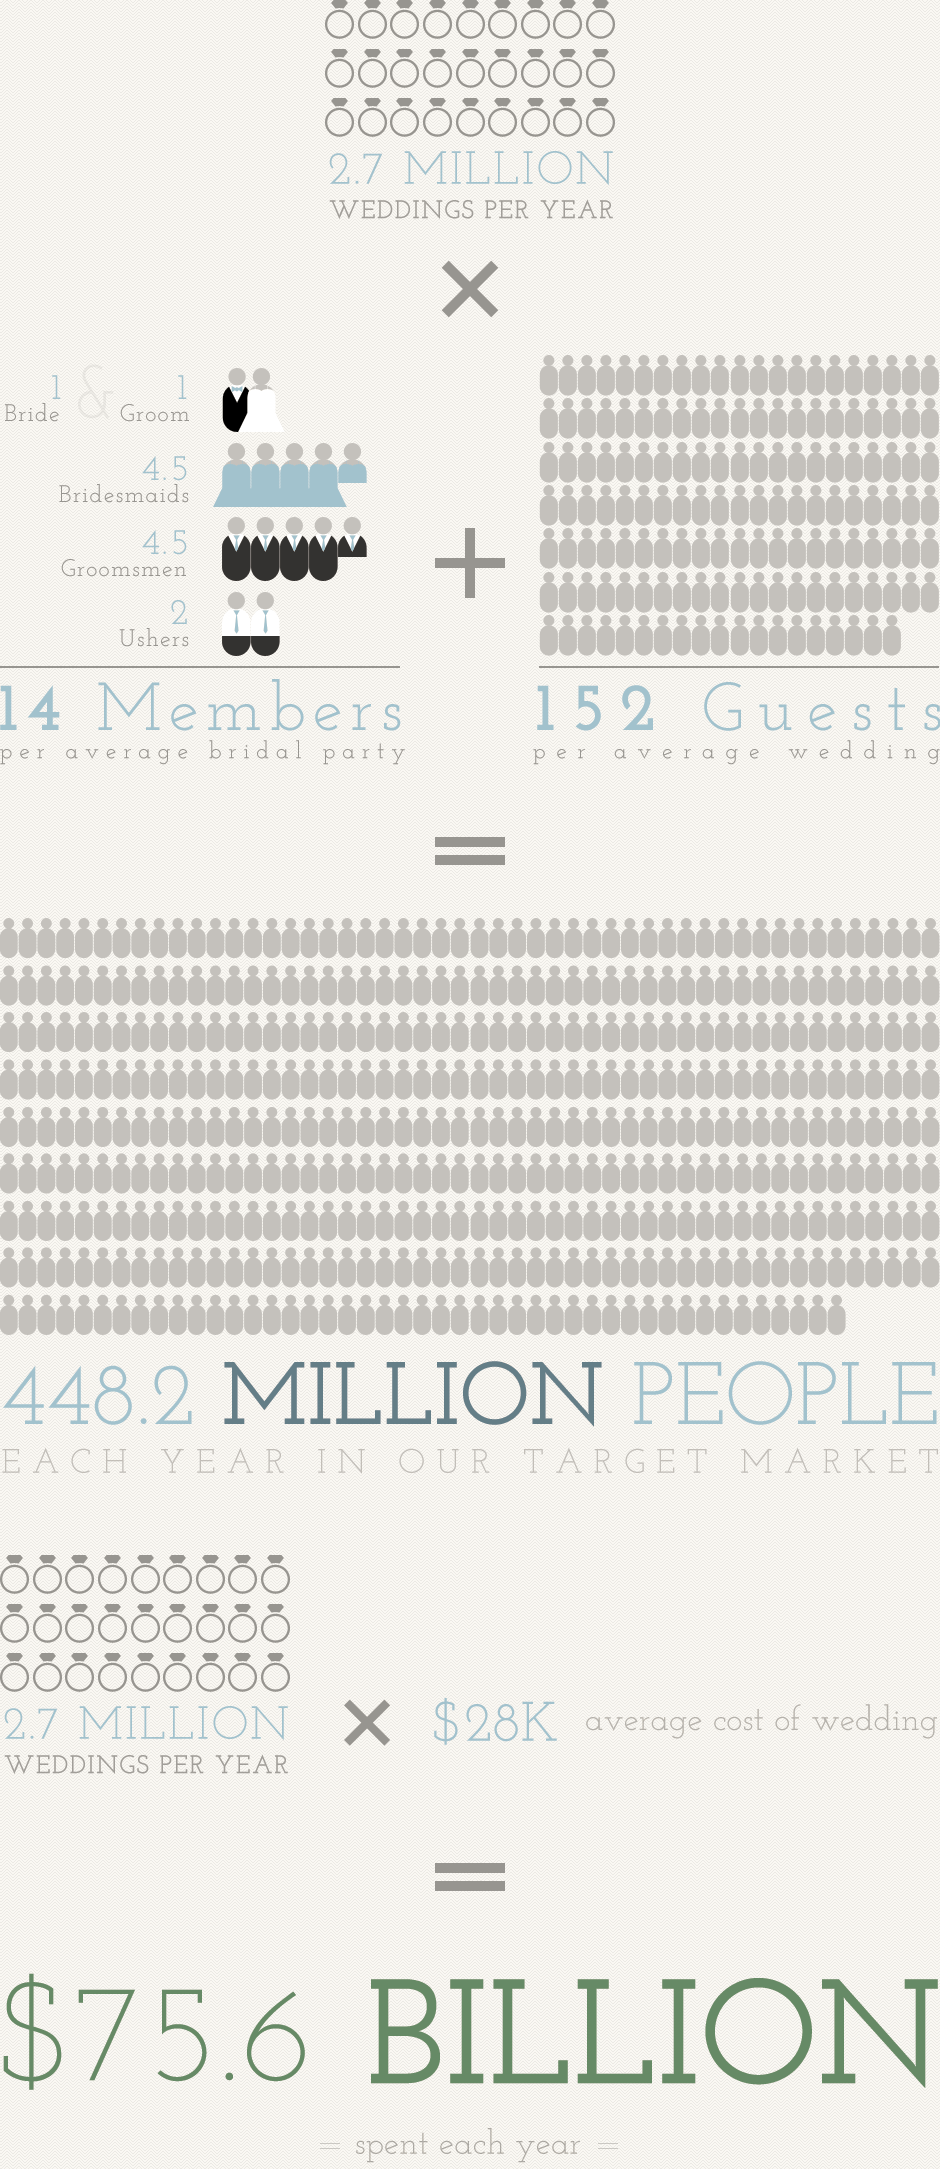 2.7 MILLION
WEDDINGS PER YEAR
×
1 & 1
Bride Groom
4.5
Bridesmaids
4.5
Groomsmen
2
Ushers
+
14 Members
per average bridal party
152 Guests
per average wedding
=
448.2 MILLION PEOPLE
EACH YEAR IN OUR TARGET MARKET
2.7 MILLION
WEDDINGS PER YEAR
× $28K average cost of wedding
=
$75.6 BILLION
= spent each year =